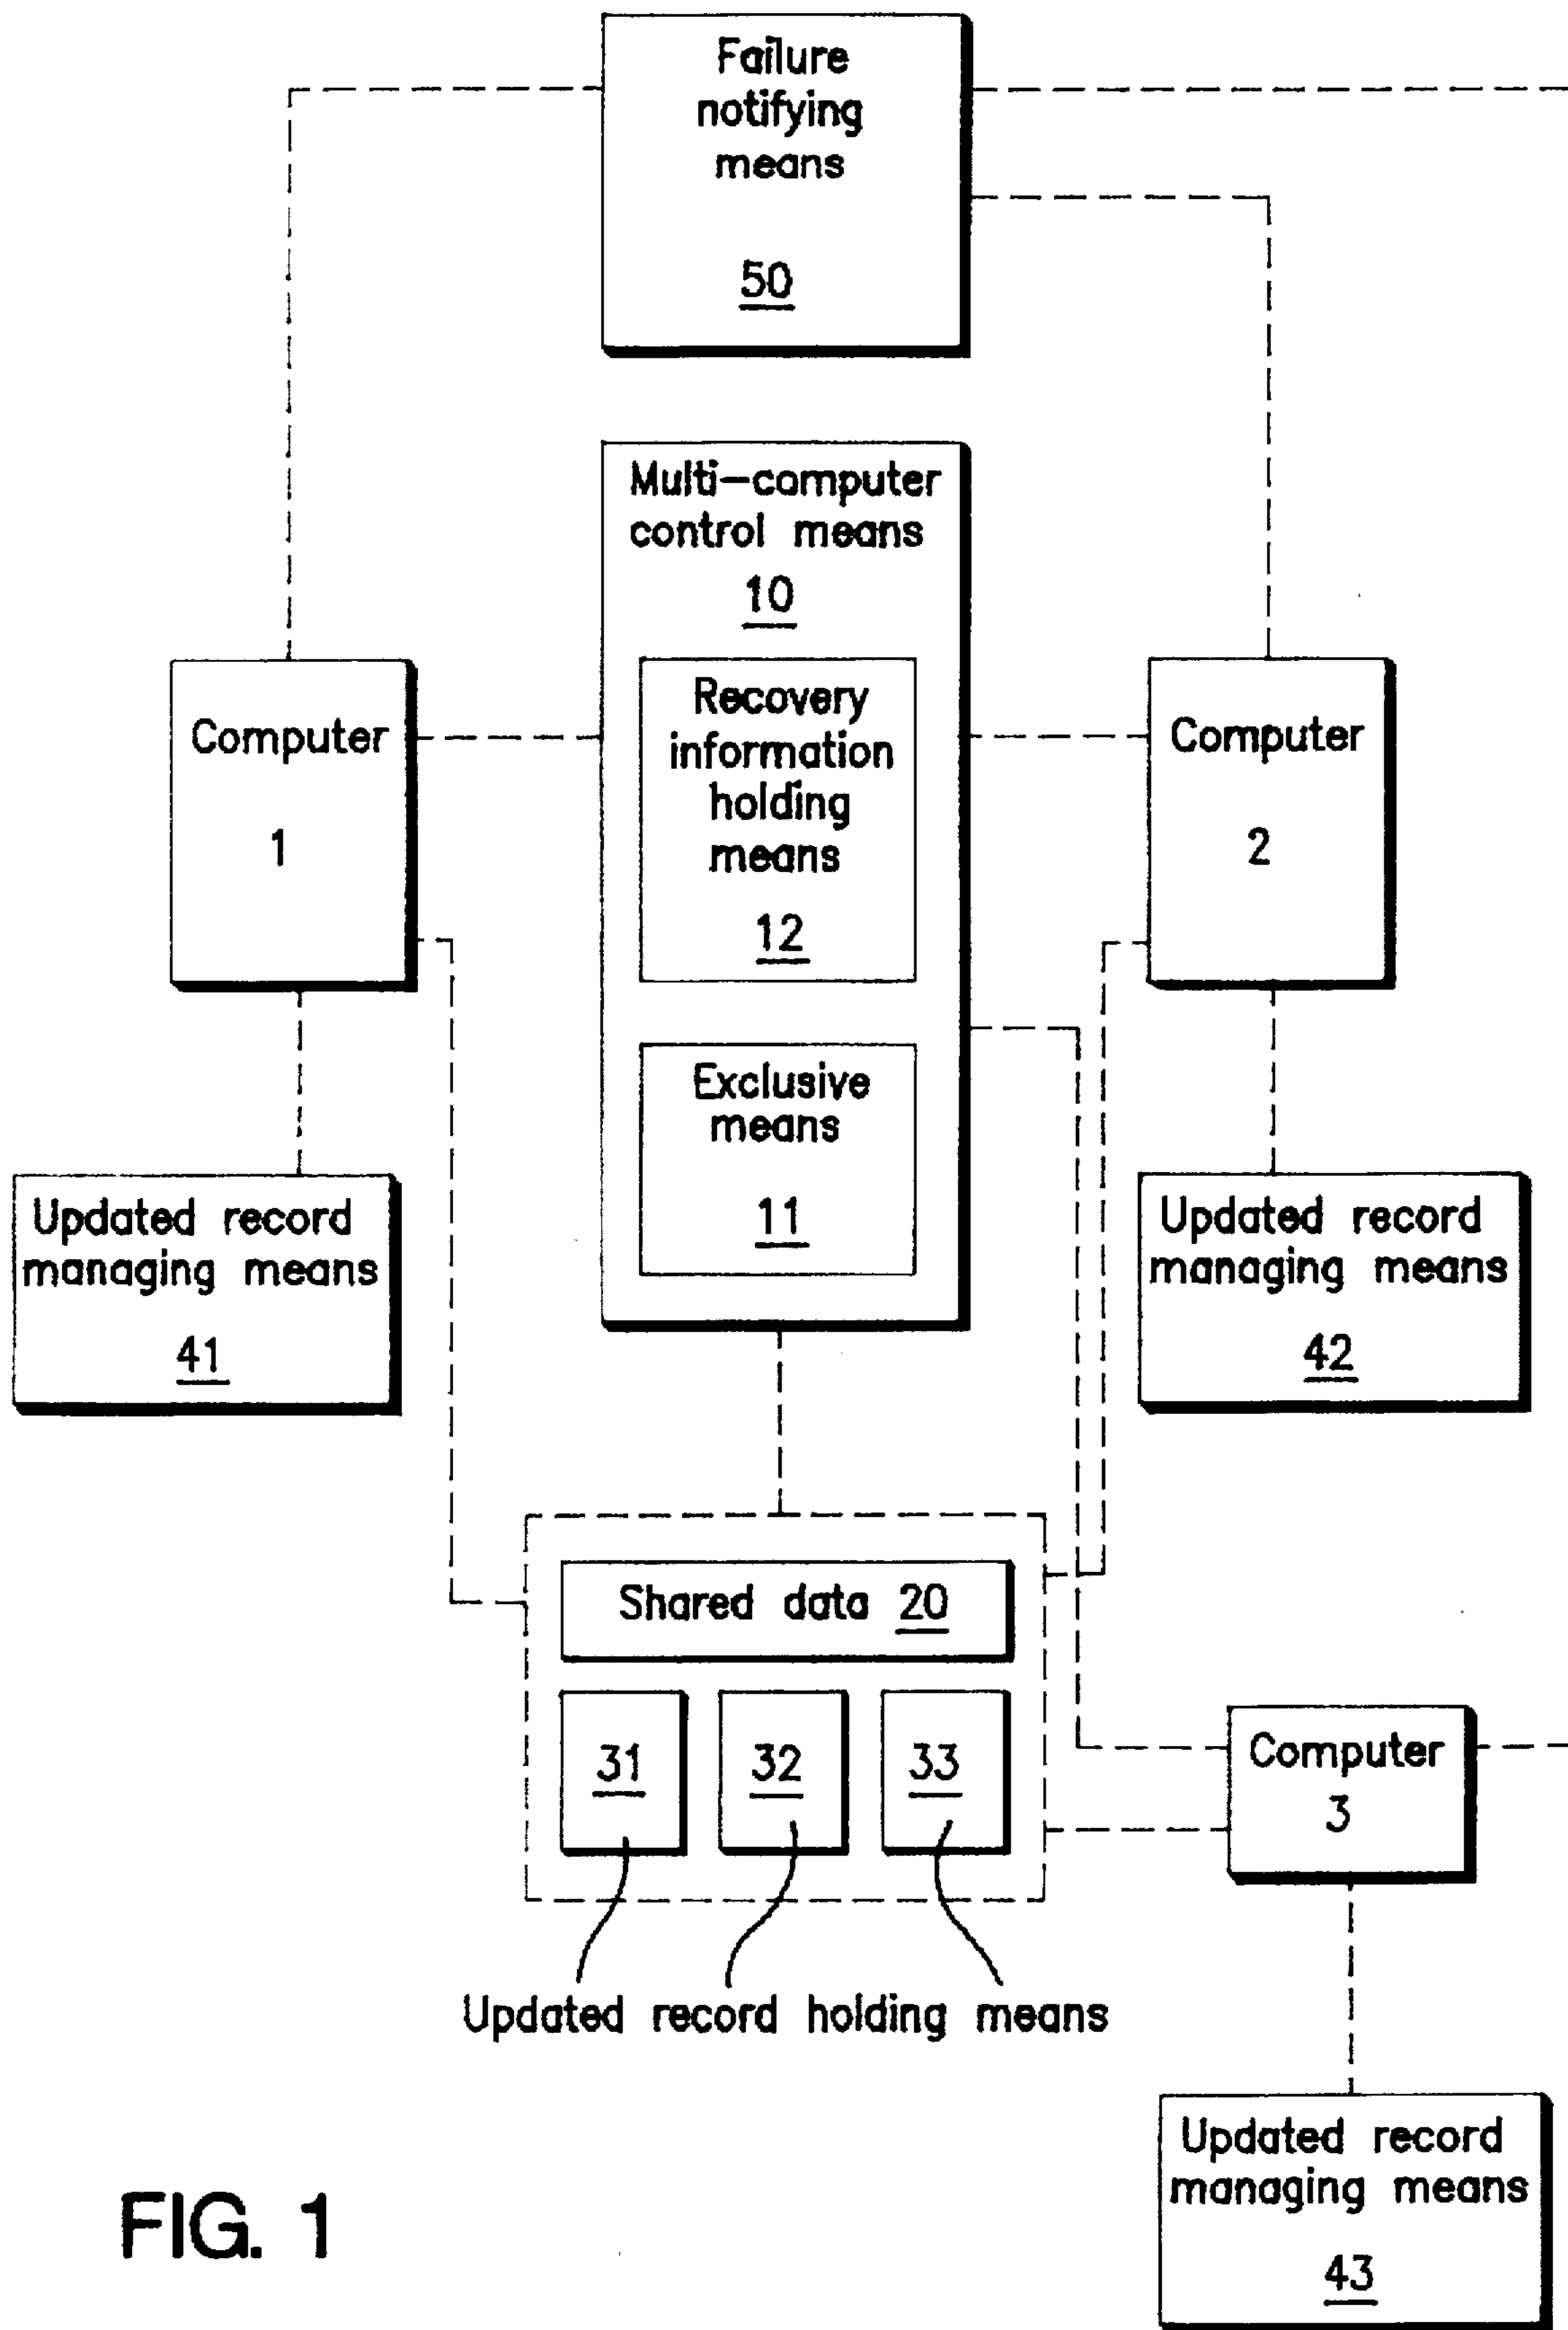 Failure
notifying
means
50
Multi-computer
control means
10
Recovery
information
holding
means
12
Exclusive
means
11
Computer
1
Computer
2
Updated record
managing means
41
Updated record
managing means
42
Shared data 20
31
32
33
Updated record holding means
Computer
3
Updated record
managing means
43
FIG. 1